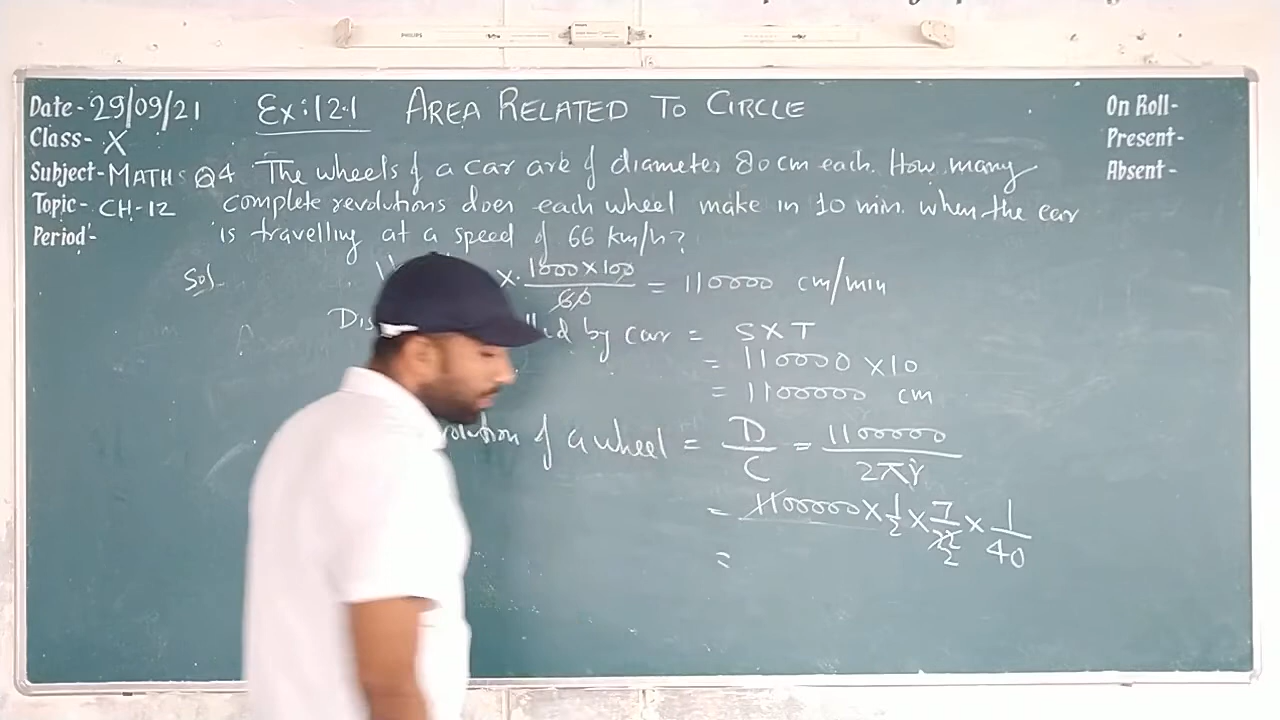 PHILIPS
Date- 29/09/21 Ex:12.1 AREA RELATED TO CIRCLE On Roll-
Class- X Present-
Subject- MATHS Q4 The wheels of a car are of diameter 80 cm each. How many Absent-
Topic- CH-12 complete revolutions does each wheel make in 10 min. when the car
Period- is travelling at a speed of 66 km/h?
Sol. × 1000×100/60 = 110000 cm/min
Dis by car = S×T
= 110000 ×10
= 1100000 cm
of a wheel = D/C = 1100000/2πr
= 1100000 × 1/2 × 7/22 2 × 1/40
=